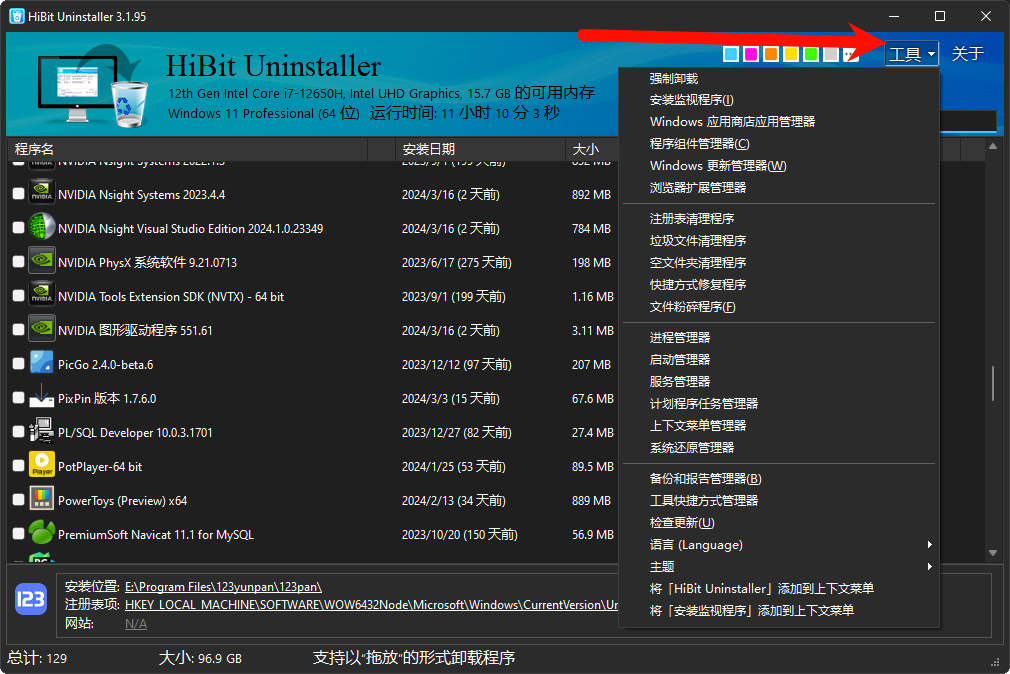 HiBit Uninstaller 3.1.95
HiBit Uninstaller
12th Gen Intel Core i7-12650H, Intel UHD Graphics, 15.7 GB 的可用内存
Windows 11 Professional (64 位) 运行时间: 11 小时 10 分 3 秒
工具 关于
程序名 安装日期 大小
NVIDIA Nsight Systems 2022.1.3 2023/9/1 (199 天前) 832 MB
NVIDIA Nsight Systems 2023.4.4 2024/3/16 (2 天前) 892 MB
NVIDIA Nsight Visual Studio Edition 2024.1.0.23349 2024/3/16 (2 天前) 784 MB
NVIDIA PhysX 系统软件 9.21.0713 2023/6/17 (275 天前) 198 MB
NVIDIA Tools Extension SDK (NVTX) - 64 bit 2023/9/1 (199 天前) 1.16 MB
NVIDIA 图形驱动程序 551.61 2024/3/16 (2 天前) 3.11 MB
PicGo 2.4.0-beta.6 2023/12/12 (97 天前) 207 MB
PixPin 版本 1.7.6.0 2024/3/3 (15 天前) 67.6 MB
PL/SQL Developer 10.0.3.1701 2023/12/27 (82 天前) 27.4 MB
PotPlayer-64 bit 2024/1/25 (53 天前) 89.5 MB
PowerToys (Preview) x64 2024/2/13 (34 天前) 889 MB
PremiumSoft Navicat 11.1 for MySQL 2023/10/20 (150 天前) 56.9 MB
强制卸载
安装监视程序(I)
Windows 应用商店应用管理器
程序组件管理器(C)
Windows 更新管理器(W)
浏览器扩展管理器
注册表清理程序
垃圾文件清理程序
空文件夹清理程序
快捷方式修复程序
文件粉碎程序(F)
进程管理器
启动管理器
服务管理器
计划程序任务管理器
上下文菜单管理器
系统还原管理器
备份和报告管理器(B)
工具快捷方式管理器
检查更新(U)
语言 (Language)
主题
将「HiBit Uninstaller」添加到上下文菜单
将「安装监视程序」添加到上下文菜单
123
安装位置: E:\Program Files\123yunpan\123pan\
注册表项: HKEY_LOCAL_MACHINE\SOFTWARE\WOW6432Node\Microsoft\Windows\CurrentVersion\Un
网站: N/A
总计: 129 大小: 96.9 GB 支持以"拖放"的形式卸载程序